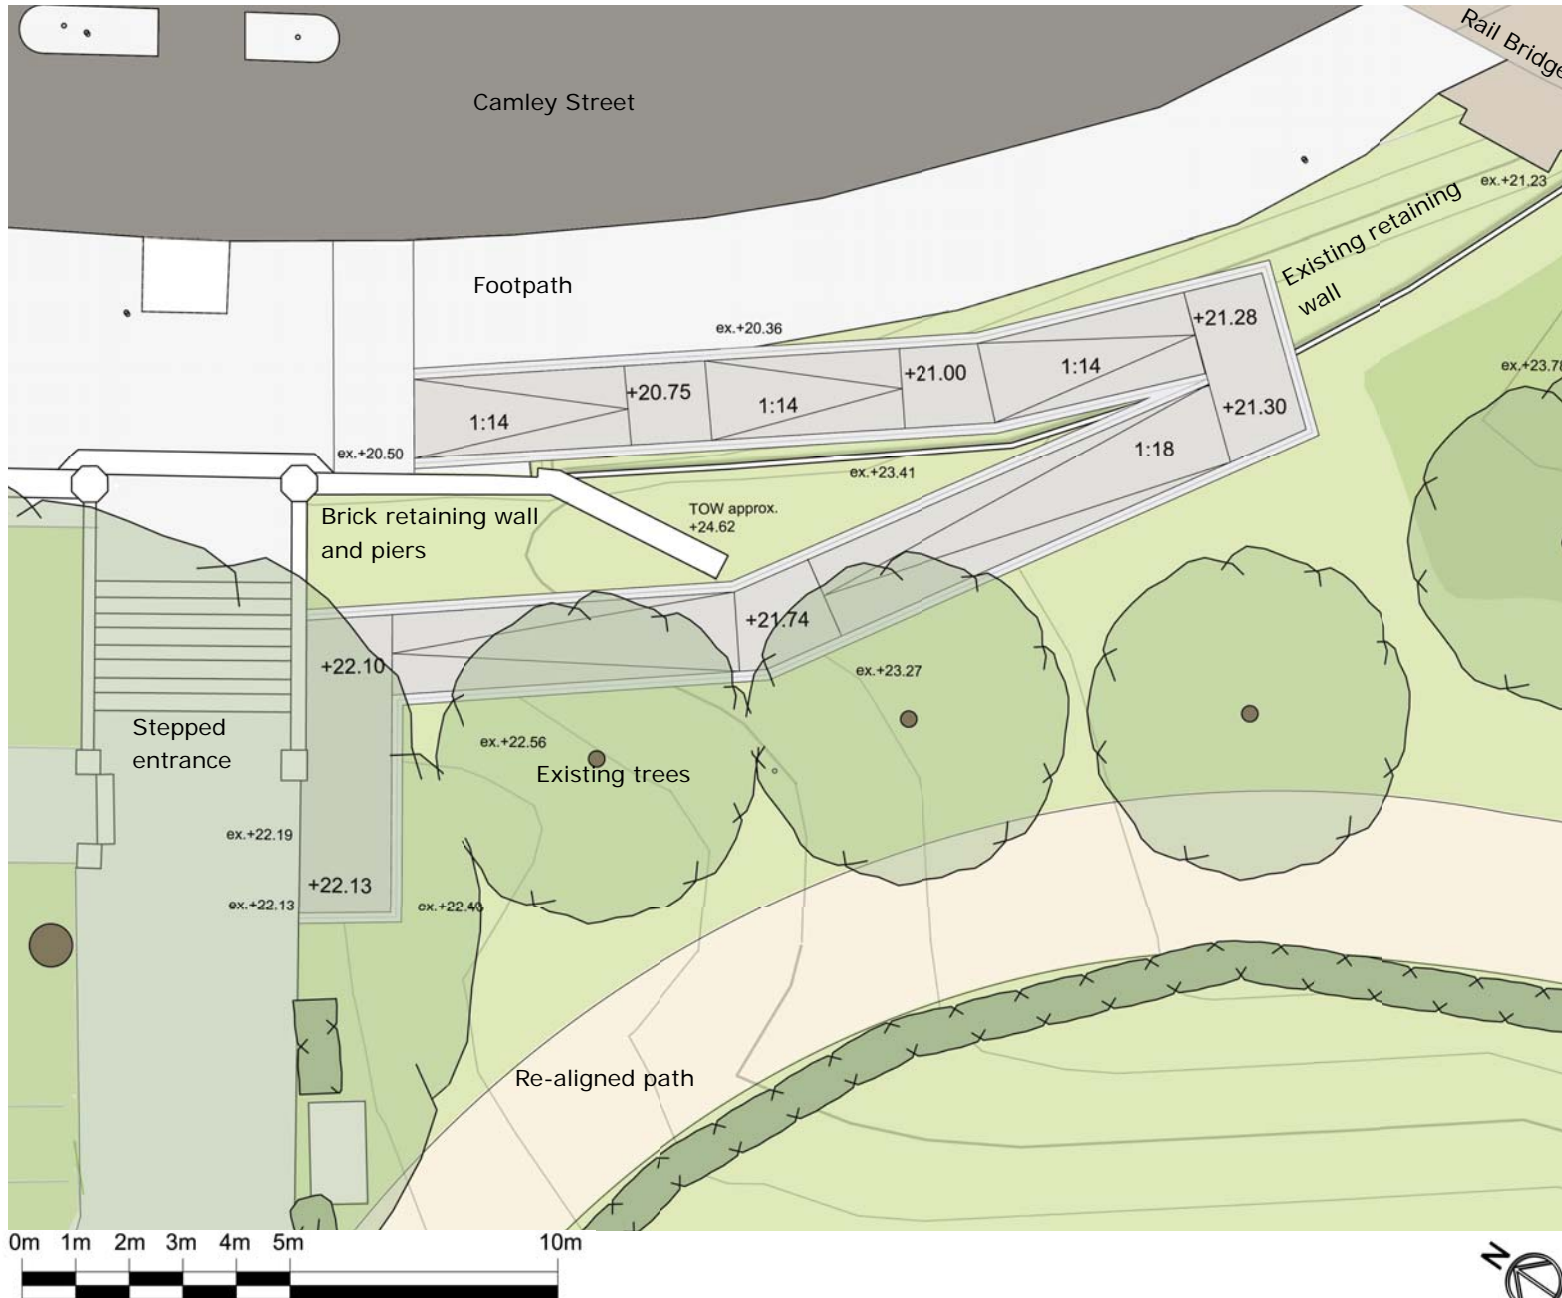 Rail Bridge
Camley Street
ex.+21.23
Existing retaining
wall
Footpath
ex.+20.36
+21.28
ex.+23.78
1:14
+21.00
+20.75
1:14
1:14
+21.30
1:18
ex.+20.50
ex.+23.41
TOW approx.
+24.62
Brick retaining wall
and piers
+21.74
+22.10
ex.+23.27
Stepped
entrance
ex.+22.56
Existing trees
ex.+22.19
+22.13
ex.+22.13
ex.+22.40
Re-aligned path
0m 1m 2m 3m 4m 5m 10m
N